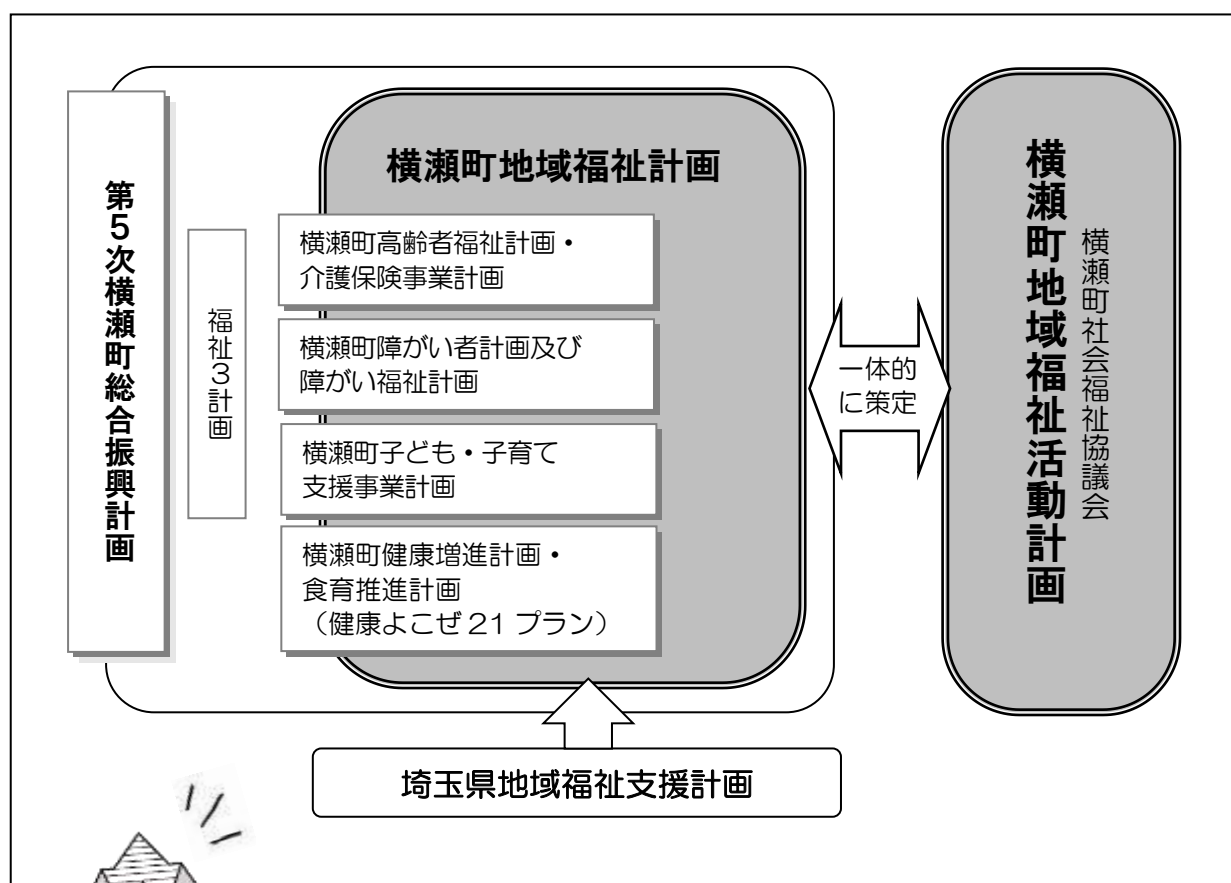 第5次横瀬町総合振興計画
福祉3計画
横瀬町地域福祉計画
横瀬町高齢者福祉計画・
介護保険事業計画
横瀬町障がい者計画及び
障がい福祉計画
横瀬町子ども・子育て
支援事業計画
横瀬町健康増進計画・
食育推進計画
（健康よこぜ21プラン）
一体的
に策定
横瀬町社会福祉協議会
横瀬町地域福祉活動計画
埼玉県地域福祉支援計画